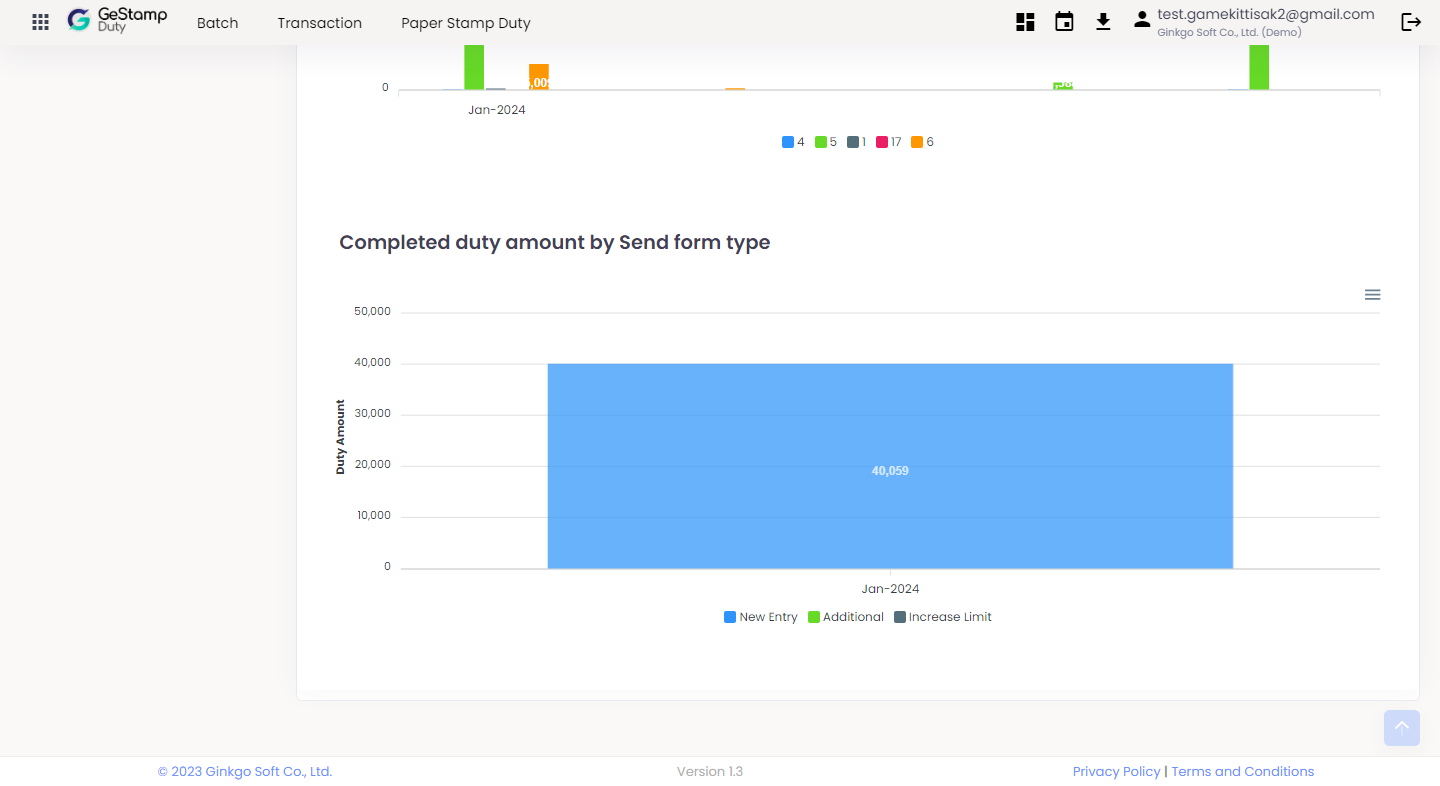 GeStamp
Duty
Batch
Transaction
Paper Stamp Duty
test.gamekittisak2@gmail.com
Ginkgo Soft Co., Ltd. (Demo)
0
Jan-2024
4
5
1
17
6
Completed duty amount by Send form type
50,000
40,000
30,000
20,000
10,000
0
Duty Amount
40,059
Jan-2024
New Entry
Additional
Increase Limit
© 2023 Ginkgo Soft Co., Ltd.
Version 1.3
Privacy Policy | Terms and Conditions